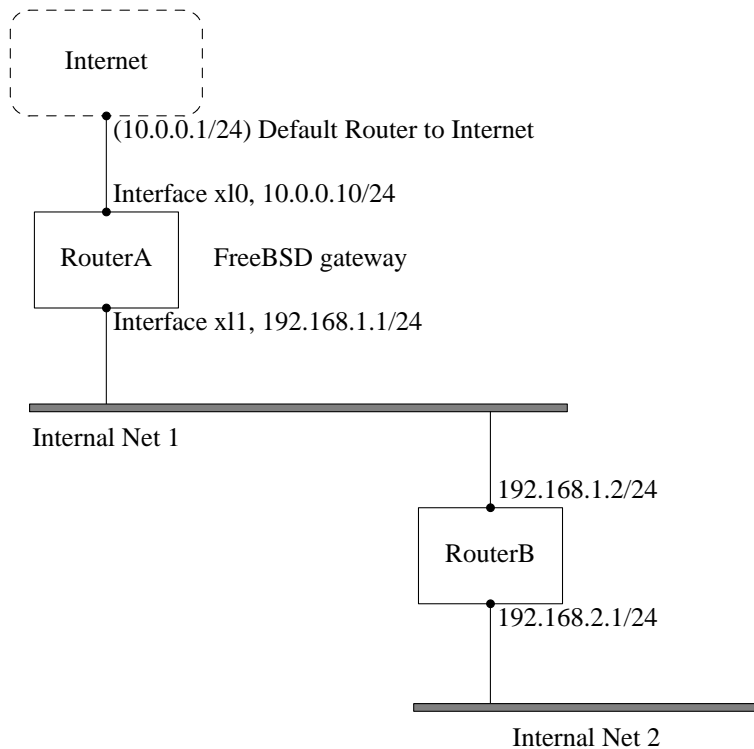 Internet
(10.0.0.1/24) Default Router to Internet
Interface xl0, 10.0.0.10/24
RouterA
FreeBSD gateway
Interface xl1, 192.168.1.1/24
Internal Net 1
192.168.1.2/24
RouterB
192.168.2.1/24
Internal Net 2